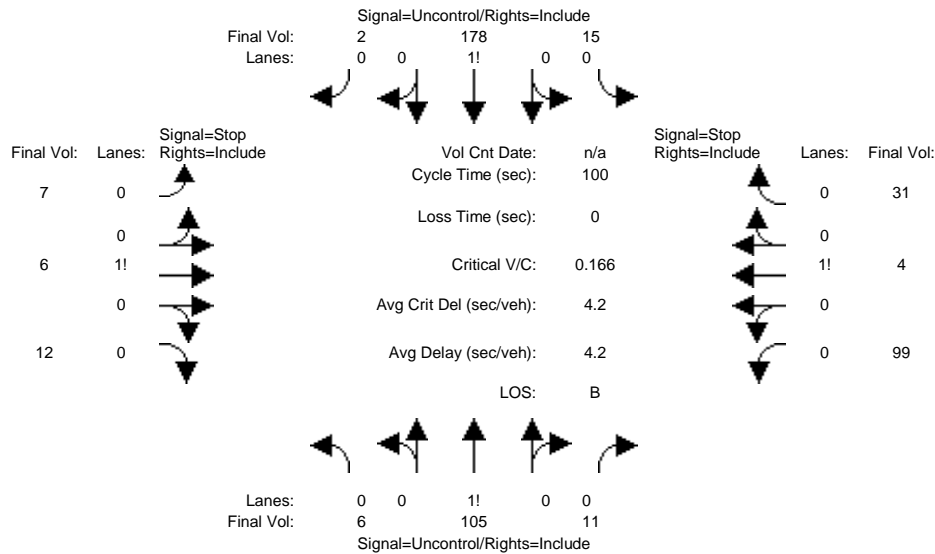 Signal=Uncontrol/Rights=Include
Final Vol: 2 178 15
Lanes: 0 0 1! 0 0
Signal=Stop
Final Vol: Lanes: Rights=Include
Vol Cnt Date: n/a
Signal=Stop
Rights=Include Lanes: Final Vol:
Cycle Time (sec): 100
7 0
0 31
Loss Time (sec): 0
0
0
6 1!
Critical V/C: 0.166
1! 4
0
Avg Crit Del (sec/veh): 4.2
0
12 0
Avg Delay (sec/veh): 4.2
0 99
LOS: B
Lanes: 0 0 1! 0 0
Final Vol: 6 105 11
Signal=Uncontrol/Rights=Include